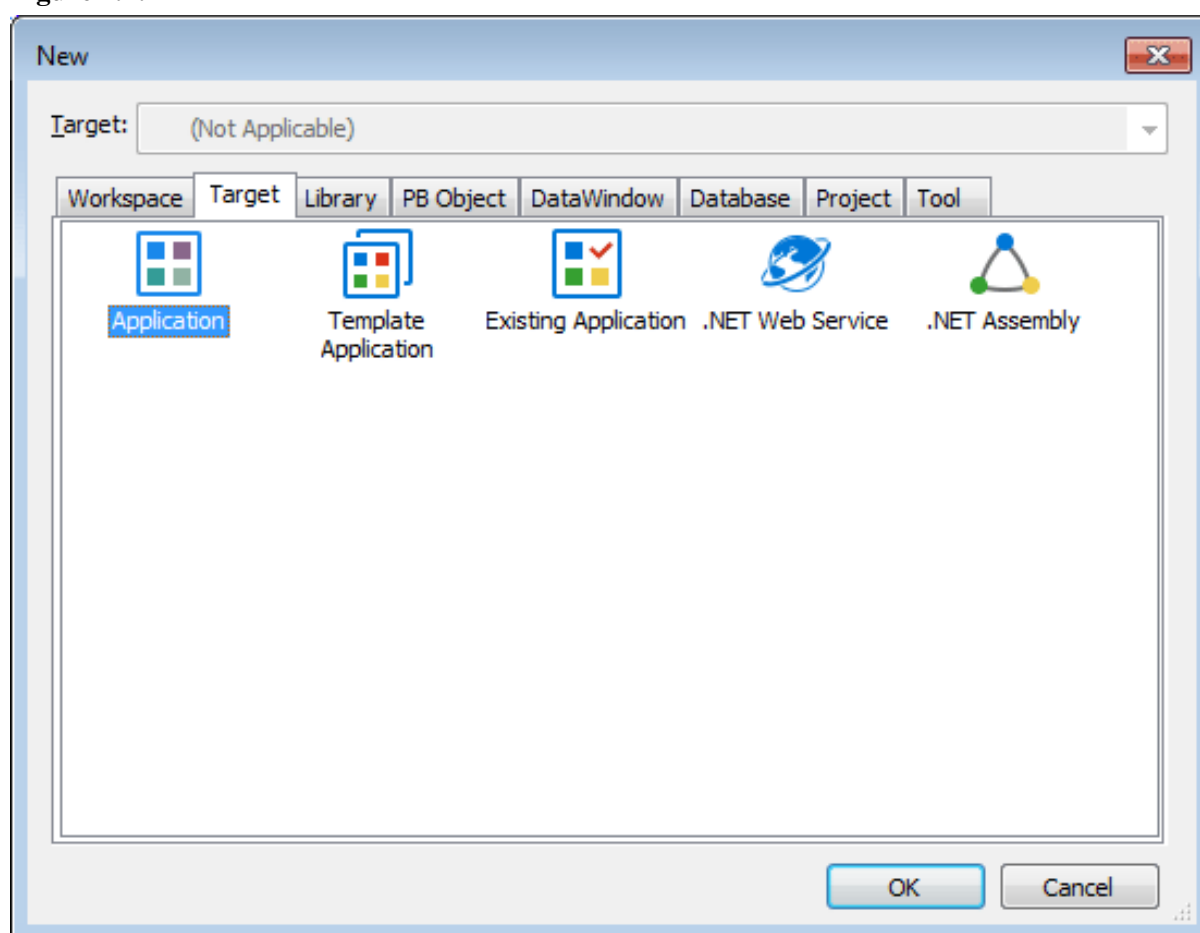 New
Target:
(Not Applicable)
Workspace Target Library PB Object DataWindow Database Project Tool
Application Template Existing Application .NET Web Service .NET Assembly
Application
OK Cancel